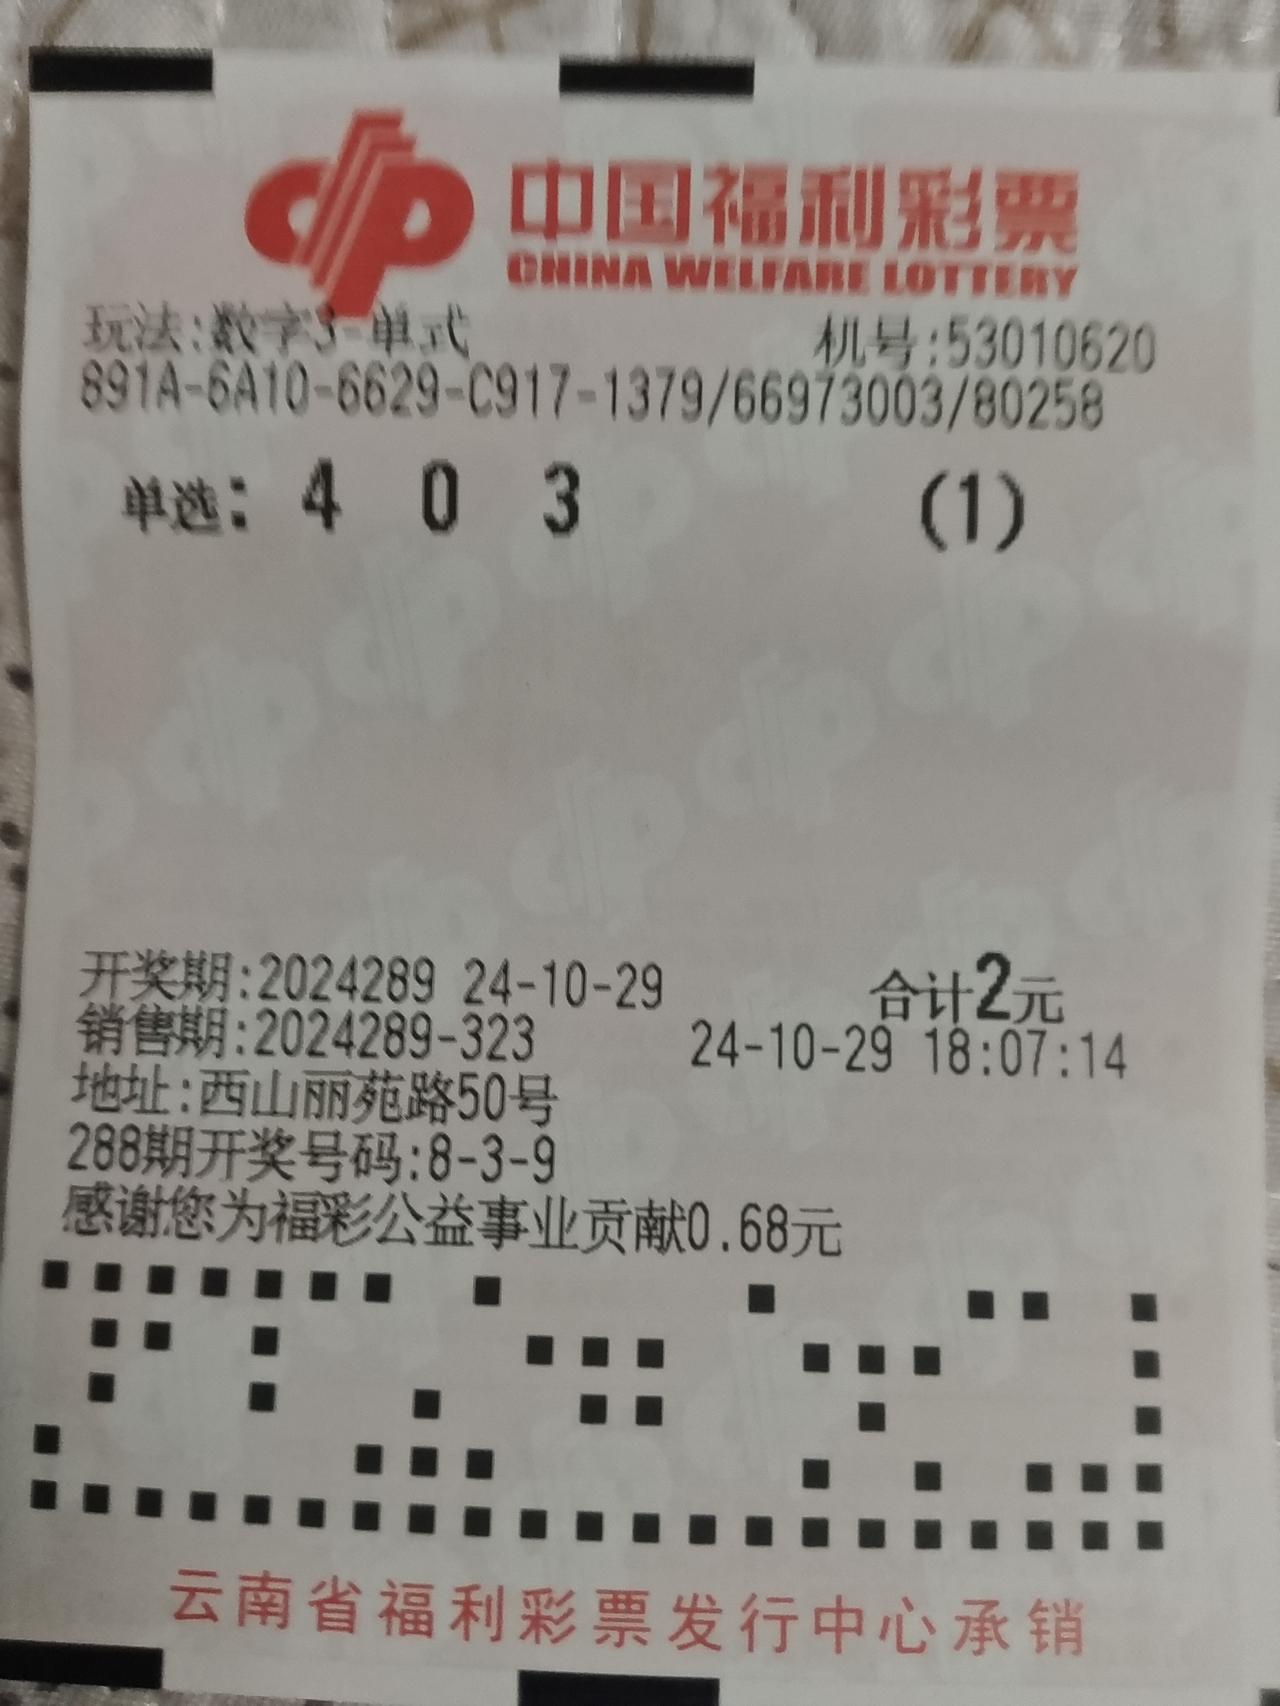 中国福利彩票
CHINA WELFARE LOTTERY
玩法:数字3-单式 机号:53010620
891A-6A10-6629-C917-1379/66973003/80258
单选: 4 0 3 (1)
开奖期:2024289 24-10-29 合计2元
销售期:2024289-323 24-10-29 18:07:14
地址:西山丽苑路50号
288期开奖号码:8-3-9
感谢您为福彩公益事业贡献0.68元
云南省福利彩票发行中心承销